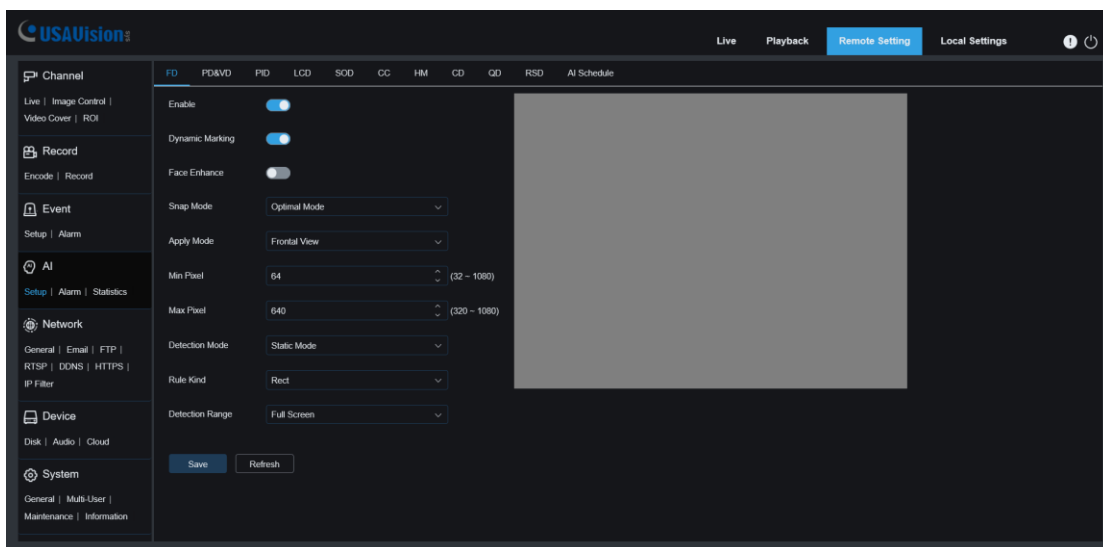 USAVision
Live Playback Remote Setting Local Settings
Channel
Live | Image Control |
Video Cover | ROI
Record
Encode | Record
Event
Setup | Alarm
AI
Setup | Alarm | Statistics
Network
General | Email | FTP |
RTSP | DDNS | HTTPS |
IP Filter
Device
Disk | Audio | Cloud
System
General | Multi-User |
Maintenance | Information
FD PD&VD PID LCD SOD CC HM CD QD RSD AI Schedule
Enable
Dynamic Marking
Face Enhance
Snap Mode Optimal Mode
Apply Mode Frontal View
Min Pixel 64 (32 ~ 1080)
Max Pixel 640 (320 ~ 1080)
Detection Mode Static Mode
Rule Kind Rect
Detection Range Full Screen
Save Refresh